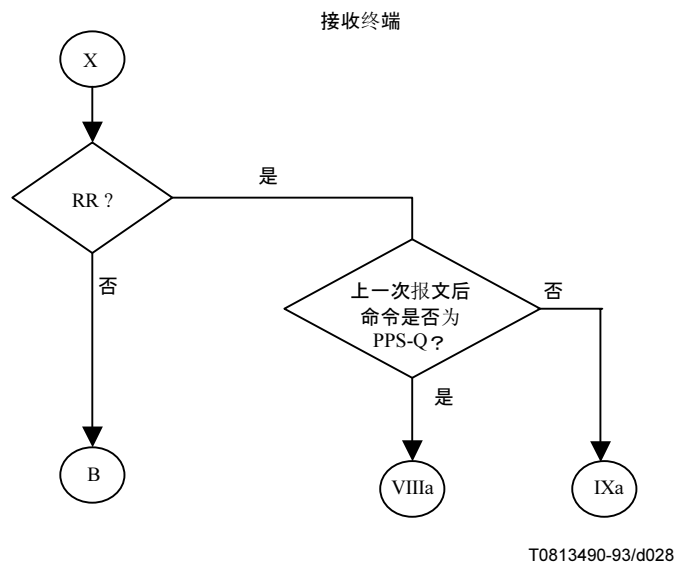 接收终端
X
RR ?
是
否
上一次报文后
命令是否为
PPS-Q?
否
是
B
VIIIa
IXa
T0813490-93/d028